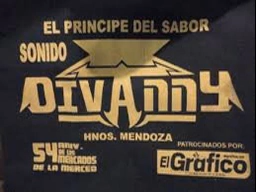 EL PRINCIPE DEL SABOR
SONIDO
DIVANNY
HNOS. MENDOZA
54 ANIV.
DE LOS
MERCADOS
DE LA MERCED
PATROCINADOS POR:
El Gráfico